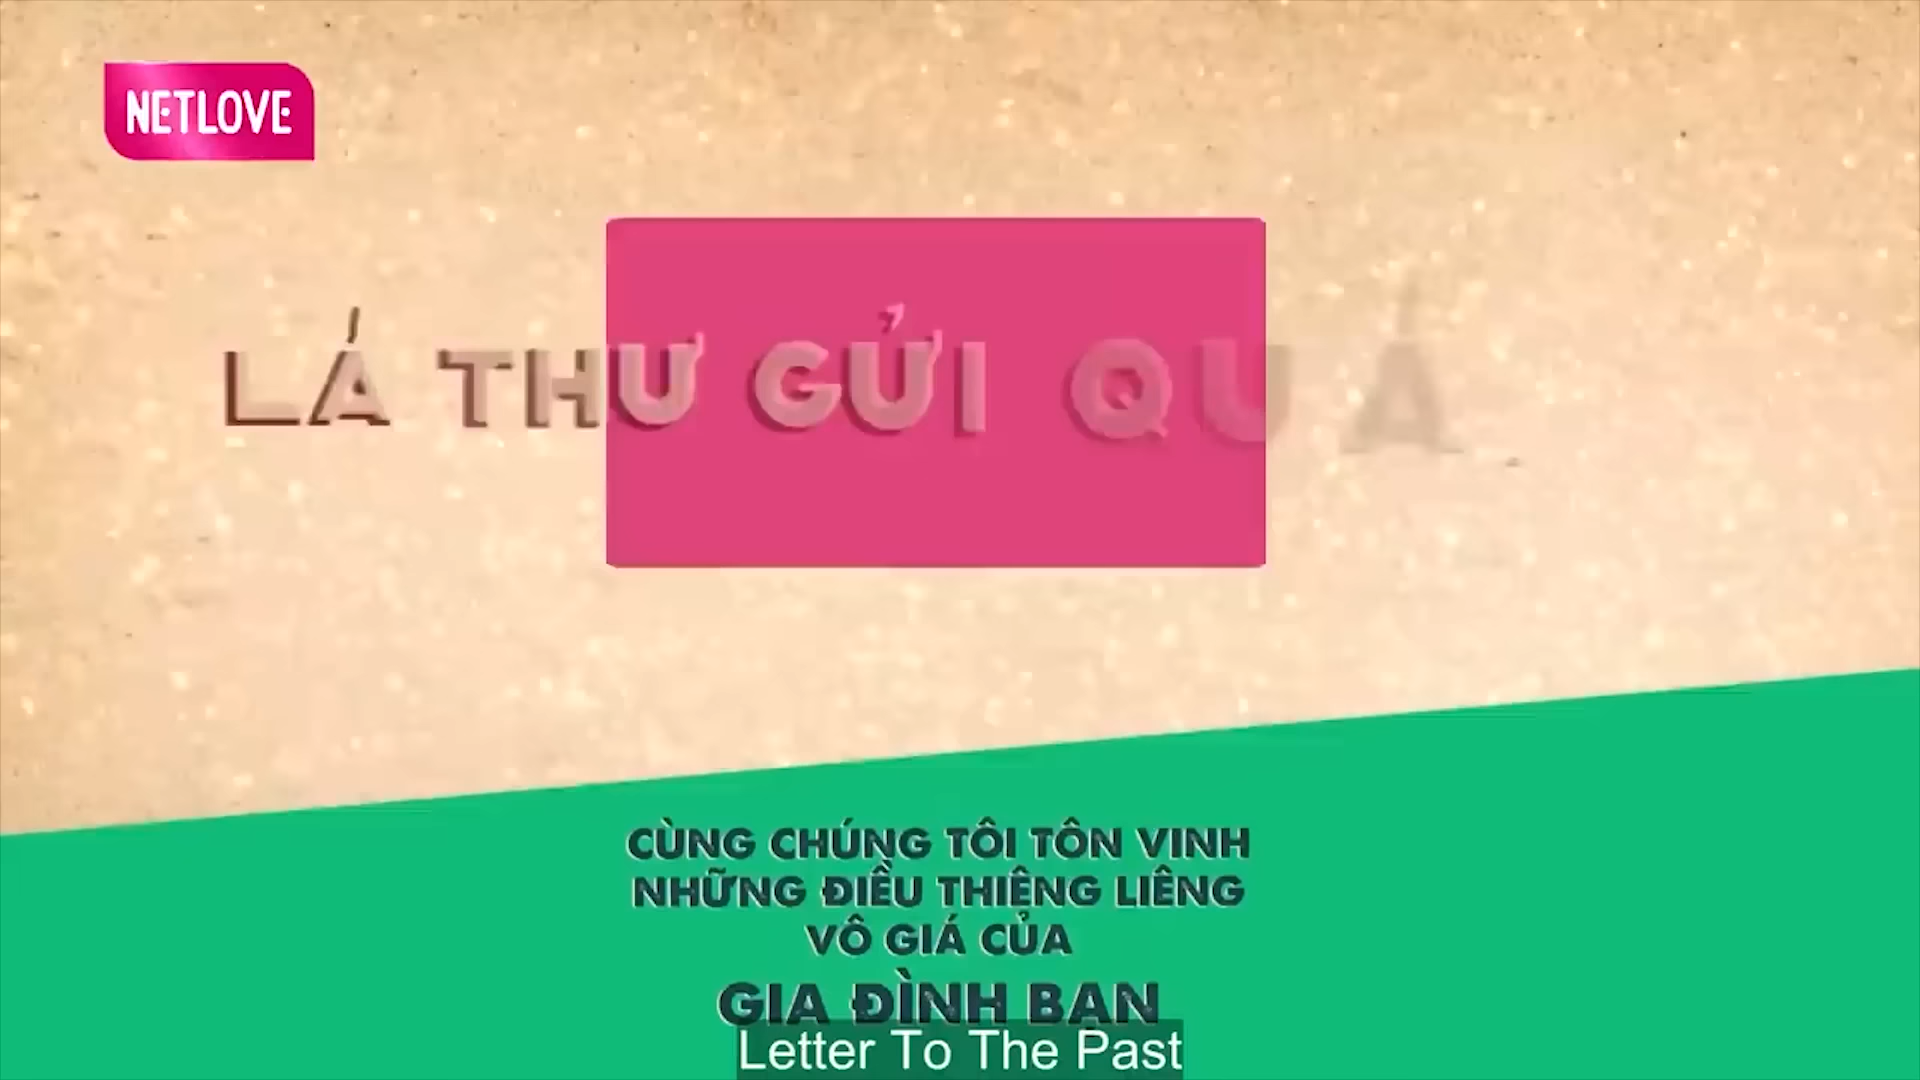 NETLOVE
LÁ THƯ GỬI QUÁ
CÙNG CHÚNG TÔI TÔN VINH
NHỮNG ĐIỀU THIÊNG LIÊNG
VÔ GIÁ CỦA
GIA ĐÌNH BẠN
Letter To The Past